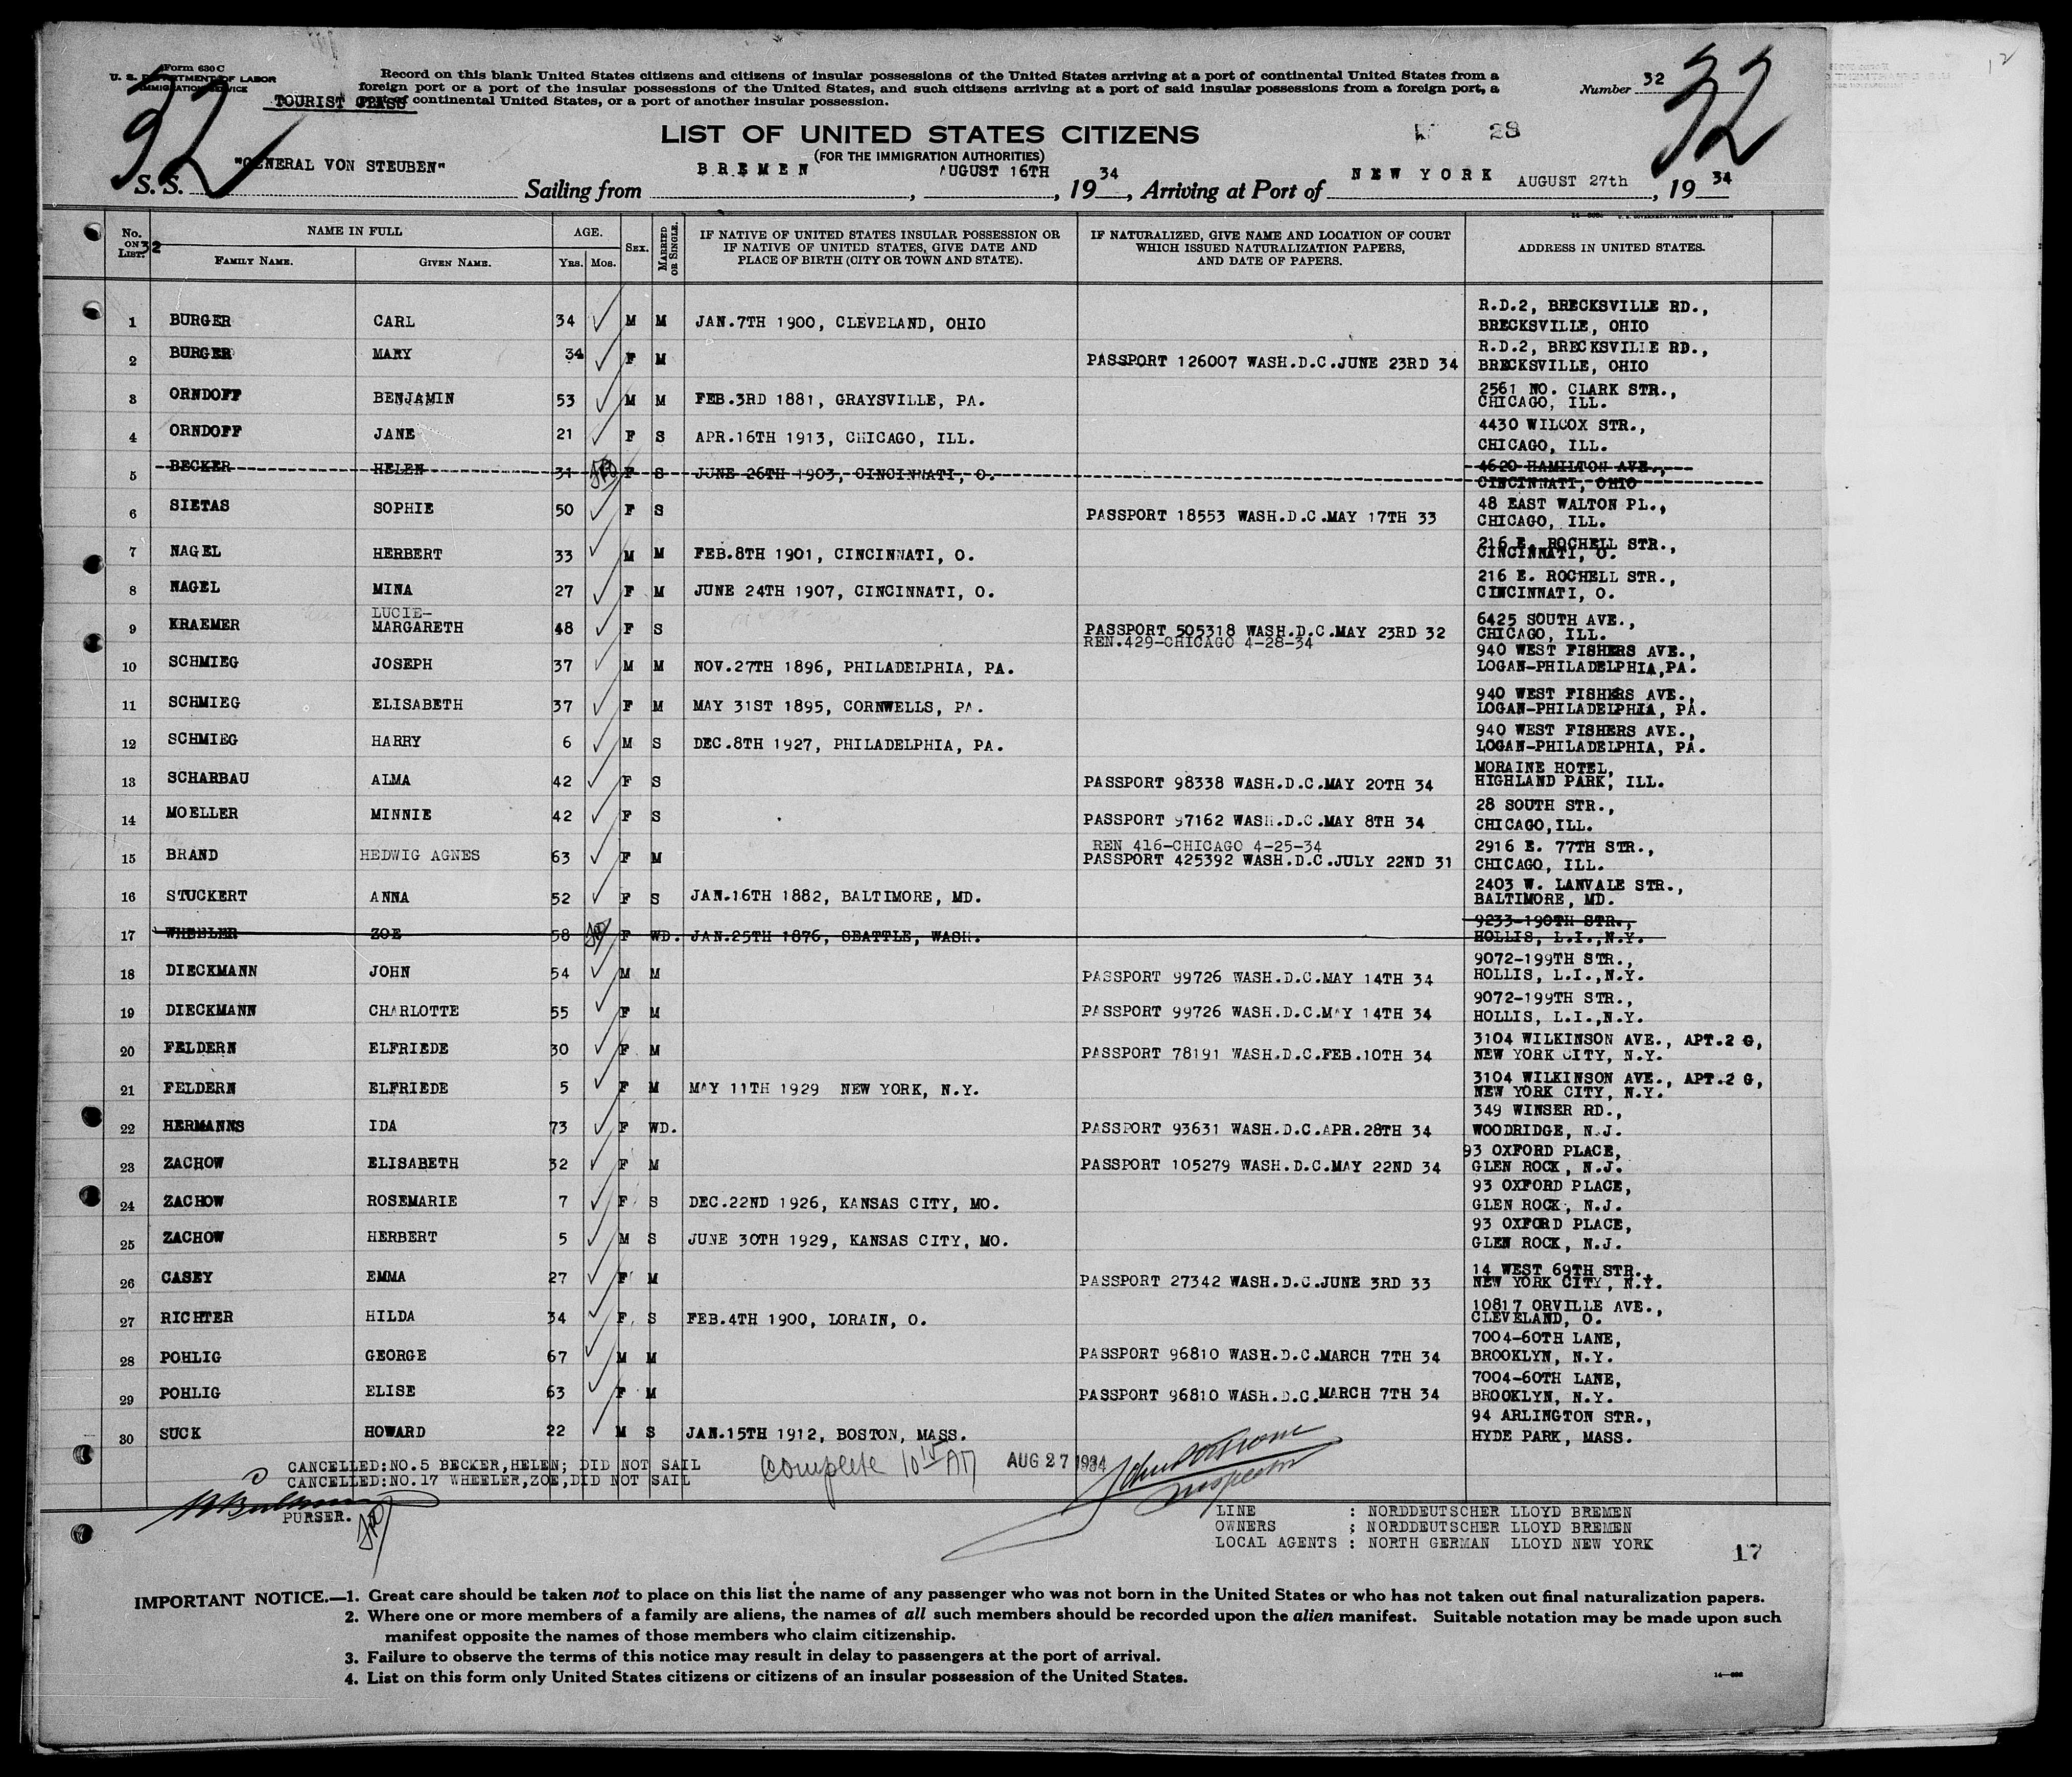 Form 630 C
U. S. DEPARTMENT OF LABOR
IMMIGRATION SERVICE
TOURIST CLASS
32
Record on this blank United States citizens and citizens of insular possessions of the United States arriving at a port of continental United States from a
foreign port or a port of the insular possessions of the United States, and such citizens arriving at a port of said insular possessions from a foreign port, a
port of continental United States, or a port of another insular possession.
Number 32
32
12
LIST OF UNITED STATES CITIZENS
28
(FOR THE IMMIGRATION AUTHORITIES)
S. S. "GENERAL VON STEUBEN" Sailing from BREMEN, AUGUST 16TH, 1934, Arriving at Port of NEW YORK AUGUST 27th, 1934
No. ON LIST. 32 NAME IN FULL FAMILY NAME. GIVEN NAME. AGE. YRS. MOS. SEX. MARRIED OR SINGLE. IF NATIVE OF UNITED STATES INSULAR POSSESSION OR IF NATIVE OF UNITED STATES, GIVE DATE AND PLACE OF BIRTH (CITY OR TOWN AND STATE). IF NATURALIZED, GIVE NAME AND LOCATION OF COURT WHICH ISSUED NATURALIZATION PAPERS, AND DATE OF PAPERS. ADDRESS IN UNITED STATES.
1 BURGER CARL 34 M M JAN.7TH 1900, CLEVELAND, OHIO R.D.2, BRECKSVILLE RD., BRECKSVILLE, OHIO
2 BURGER MARY 34 F M PASSPORT 126007 WASH.D.C.JUNE 23RD 34 R.D.2, BRECKSVILLE RD., BRECKSVILLE, OHIO
3 ORNDOFF BENJAMIN 53 M M FEB.3RD 1881, GRAYSVILLE, PA. 2561 NO. CLARK STR., CHICAGO, ILL.
4 ORNDOFF JANE 21 F S APR.16TH 1913, CHICAGO, ILL. 4430 WILCOX STR., CHICAGO, ILL.
5 BECKER HELEN 31 F S JUNE 26TH 1903, CINCINNATI, O. 4620 HAMILTON AVE., CINCINNATI, OHIO
6 SIETAS SOPHIE 50 F S PASSPORT 18553 WASH.D.C.MAY 17TH 33 48 EAST WALTON PL., CHICAGO, ILL.
7 NAGEL HERBERT 33 M M FEB.8TH 1901, CINCINNATI, O. 216 E. ROCHELL STR., CINCINNATI, O.
8 NAGEL MINA 27 F M JUNE 24TH 1907, CINCINNATI, O. 216 E. ROCHELL STR., CINCINNATI, O.
9 KRAEMER LUCIE-MARGARETH 48 F S PASSPORT 505318 WASH.D.C.MAY 23RD 32 REN.429-CHICAGO 4-28-34 6425 SOUTH AVE., CHICAGO, ILL.
10 SCHMIEG JOSEPH 37 M M NOV.27TH 1896, PHILADELPHIA, PA. 940 WEST FISHERS AVE., LOGAN-PHILADELPHIA,PA.
11 SCHMIEG ELISABETH 37 F M MAY 31ST 1895, CORNWELLS, PA. 940 WEST FISHERS AVE., LOGAN-PHILADELPHIA, PA.
12 SCHMIEG HARRY 6 M S DEC.8TH 1927, PHILADELPHIA, PA. 940 WEST FISHERS AVE., LOGAN-PHILADELPHIA, PA.
13 SCHARBAU ALMA 42 F S PASSPORT 98338 WASH.D.C.MAY 20TH 34 MORAINE HOTEL, HIGHLAND PARK, ILL.
14 MOELLER MINNIE 42 F S PASSPORT 97162 WASH.D.C.MAY 8TH 34 28 SOUTH STR., CHICAGO,ILL.
15 BRAND HEDWIG AGNES 63 F M REN 416-CHICAGO 4-25-34 PASSPORT 425392 WASH.D.C.JULY 22ND 31 2916 E. 77TH STR., CHICAGO, ILL.
16 STUCKERT ANNA 52 F S JAN.16TH 1882, BALTIMORE, MD. 2403 W. LANVALE STR., BALTIMORE, MD.
17 WHEELER ZOE 58 F WD. JAN.25TH 1876, SEATTLE, WASH. 9233-190TH STR., HOLLIS, L.I.,N.Y.
18 DIECKMANN JOHN 54 M M PASSPORT 99726 WASH.D.C.MAY 14TH 34 9072-199TH STR., HOLLIS, L.I.,N.Y.
19 DIECKMANN CHARLOTTE 55 F M PASSPORT 99726 WASH.D.C.MAY 14TH 34 9072-199TH STR., HOLLIS, L.I.,N.Y.
20 FELDERN ELFRIEDE 30 F M PASSPORT 78191 WASH.D.C.FEB.10TH 34 3104 WILKINSON AVE., APT.2 G, NEW YORK CITY, N.Y.
21 FELDERN ELFRIEDE 5 F M MAY 11TH 1929 NEW YORK, N.Y. 3104 WILKINSON AVE., APT.2 G, NEW YORK CITY, N.Y.
22 HERMANNS IDA 73 F WD. PASSPORT 93631 WASH.D.C.APR.28TH 34 349 WINSER RD., WOODRIDGE, N.J.
23 ZACHOW ELISABETH 32 F M PASSPORT 105279 WASH.D.C.MAY 22ND 34 93 OXFORD PLACE, GLEN ROCK, N.J.
24 ZACHOW ROSEMARIE 7 F S DEC.22ND 1926, KANSAS CITY, MO. 93 OXFORD PLACE, GLEN ROCK, N.J.
25 ZACHOW HERBERT 5 M S JUNE 30TH 1929, KANSAS CITY, MO. 93 OXFORD PLACE, GLEN ROCK, N.J.
26 CASEY EMMA 27 F M PASSPORT 27342 WASH.D.C.JUNE 3RD 33 14 WEST 69TH STR., NEW YORK CITY, N.Y.
27 RICHTER HILDA 34 F S FEB.4TH 1900, LORAIN, O. 10817 ORVILLE AVE., CLEVELAND, O.
28 POHLIG GEORGE 67 M M PASSPORT 96810 WASH.D.C.MARCH 7TH 34 7004-60TH LANE, BROOKLYN, N.Y.
29 POHLIG ELISE 63 F M PASSPORT 96810 WASH.D.C.MARCH 7TH 34 7004-60TH LANE, BROOKLYN, N.Y.
30 SUCK HOWARD 22 M S JAN.15TH 1912, BOSTON, MASS. 94 ARLINGTON STR., HYDE PARK, MASS.
CANCELLED:NO.5 BECKER,HELEN; DID NOT SAIL
CANCELLED:NO.17 WHEELER,ZOE,DID NOT SAIL
Complete 10 15 AM AUG 27 1934
Inspector
PURSER.
LINE : NORDDEUTSCHER LLOYD BREMEN
OWNERS : NORDDEUTSCHER LLOYD BREMEN
LOCAL AGENTS : NORTH GERMAN LLOYD NEW YORK
17
IMPORTANT NOTICE.—1. Great care should be taken not to place on this list the name of any passenger who was not born in the United States or who has not taken out final naturalization papers.
2. Where one or more members of a family are aliens, the names of all such members should be recorded upon the alien manifest. Suitable notation may be made upon such
manifest opposite the names of those members who claim citizenship.
3. Failure to observe the terms of this notice may result in delay to passengers at the port of arrival.
4. List on this form only United States citizens or citizens of an insular possession of the United States.